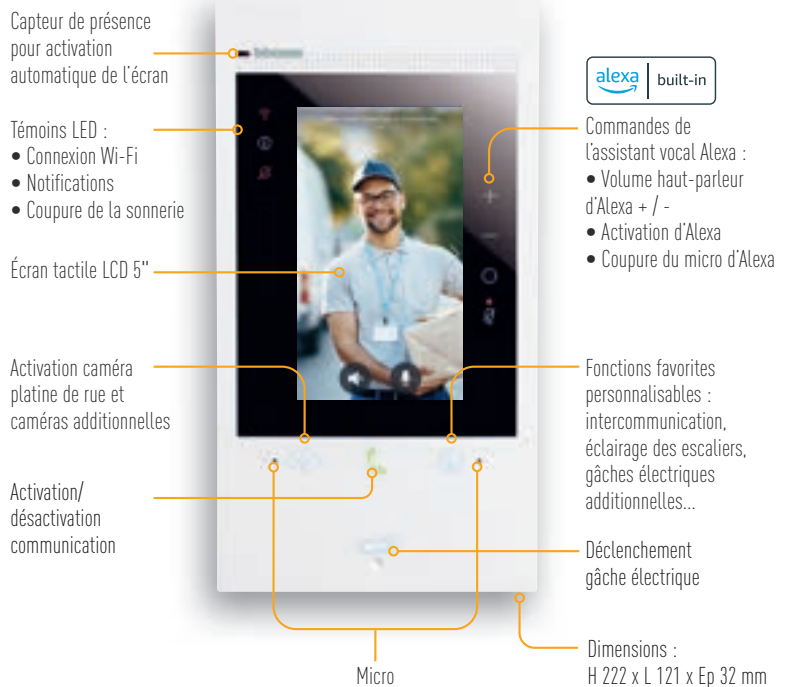 Capteur de présence
pour activation
automatique de l'écran
Témoins LED :
• Connexion Wi-Fi
• Notifications
• Coupure de la sonnerie
Écran tactile LCD 5"
Activation caméra
platine de rue et
caméras additionnelles
Activation/
désactivation
communication
alexa | built-in
Commandes de
l'assistant vocal Alexa :
• Volume haut-parleur
d'Alexa + / -
• Activation d'Alexa
• Coupure du micro d'Alexa
Fonctions favorites
personnalisables :
intercommunication,
éclairage des escaliers,
gâches électriques
additionnelles...
Déclenchement
gâche électrique
Dimensions :
H 222 x L 121 x Ep 32 mm
Micro